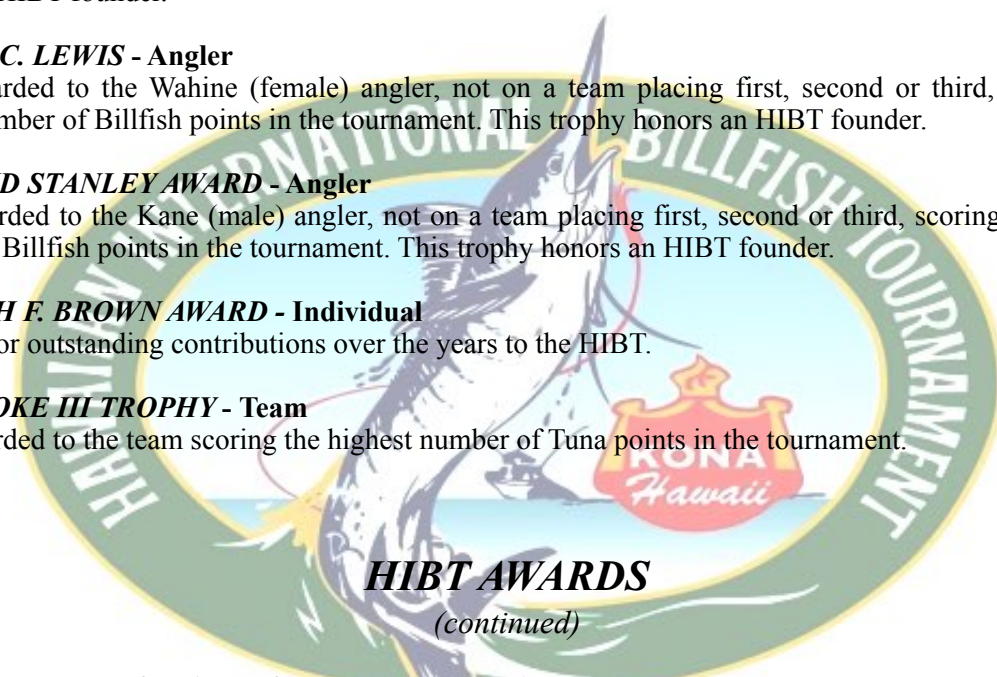 HIBT founder.
C. LEWIS - Angler
arded to the Wahine (female) angler, not on a team placing first, second or third,
mber of Billfish points in the tournament. This trophy honors an HIBT founder.
D STANLEY AWARD - Angler
arded to the Kane (male) angler, not on a team placing first, second or third, scoring
Billfish points in the tournament. This trophy honors an HIBT founder.
H F. BROWN AWARD - Individual
or outstanding contributions over the years to the HIBT.
OKE III TROPHY - Team
rded to the team scoring the highest number of Tuna points in the tournament.
HIBT AWARDS
(continued)
HAWAIIAN INTERNATIONAL BILLFISH TOURNAMENT
KONA
Hawaii